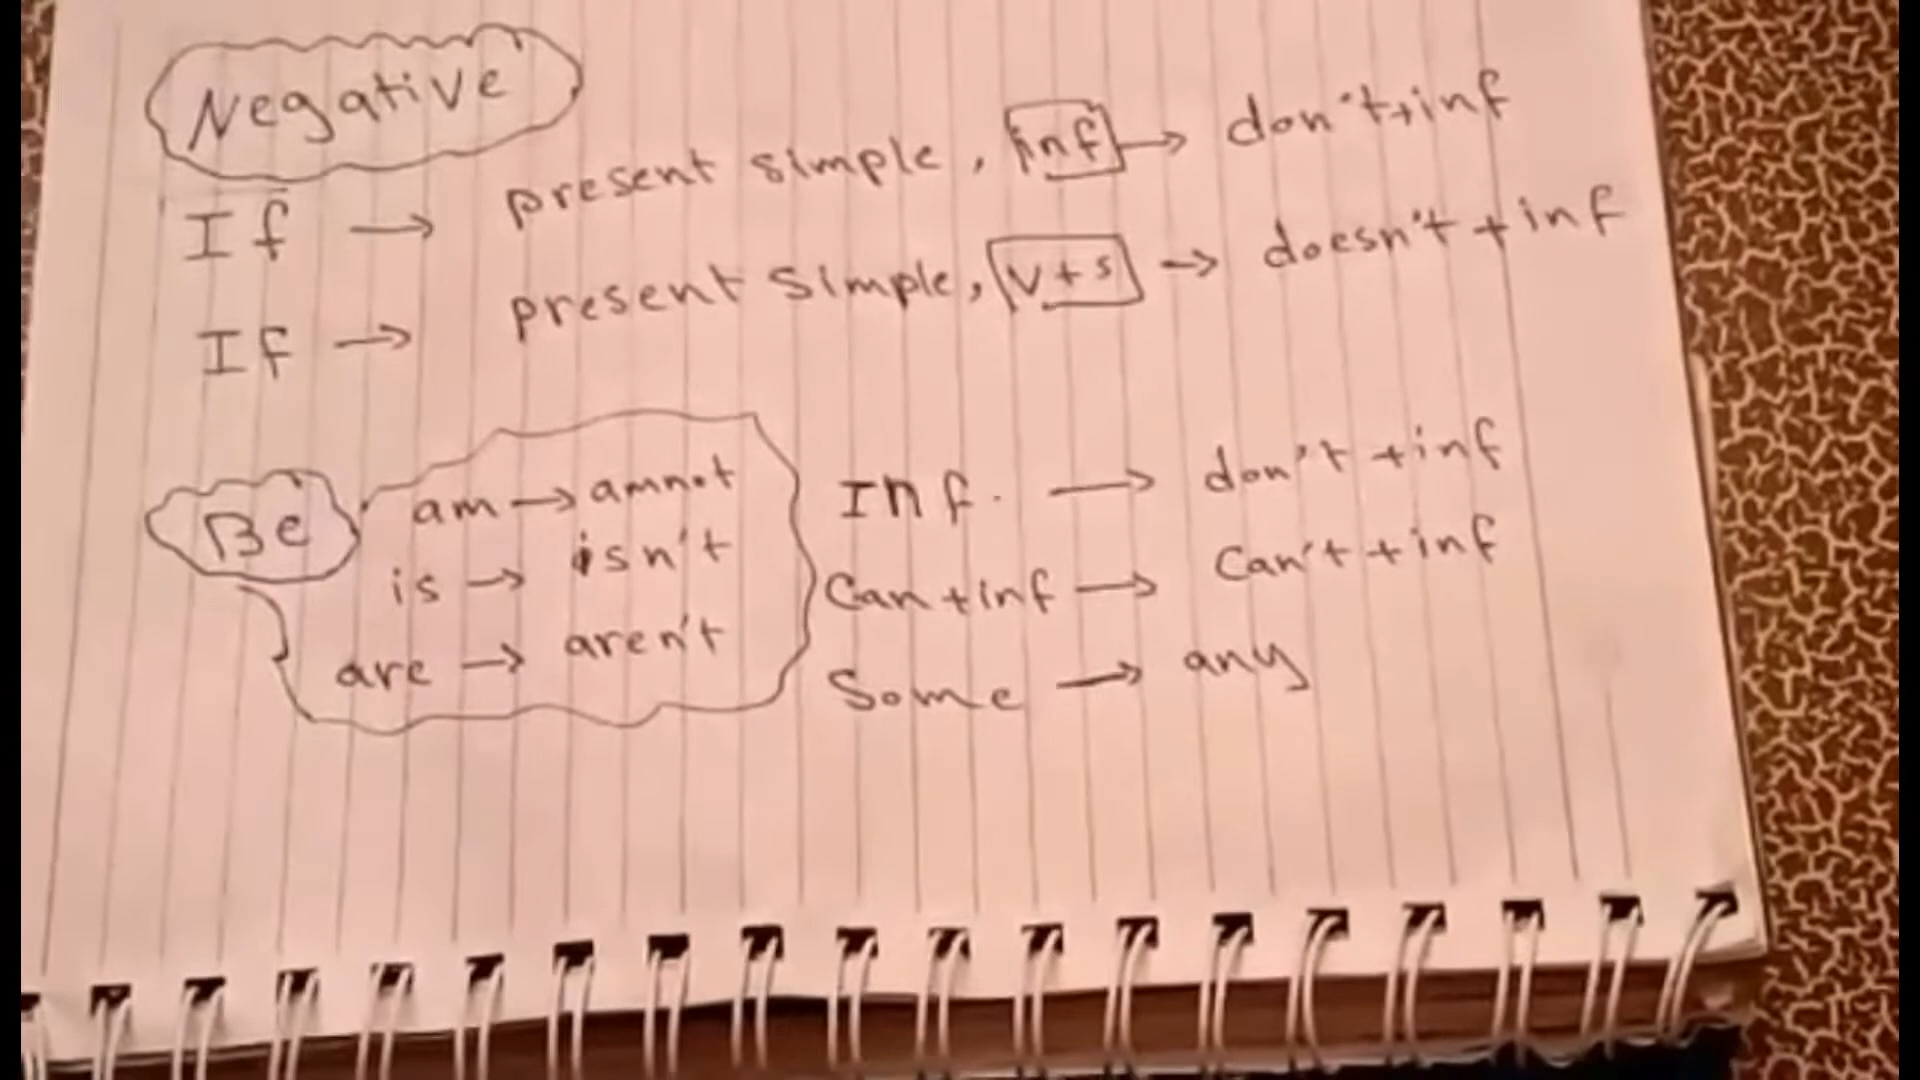 Negative
If → present simple, inf → don't+inf
If → present simple, v+s → doesn't+inf
Be
am → amnot
is → isn't
are → aren't
Inf. → don't +inf
Can+inf → Can't+inf
Some → any